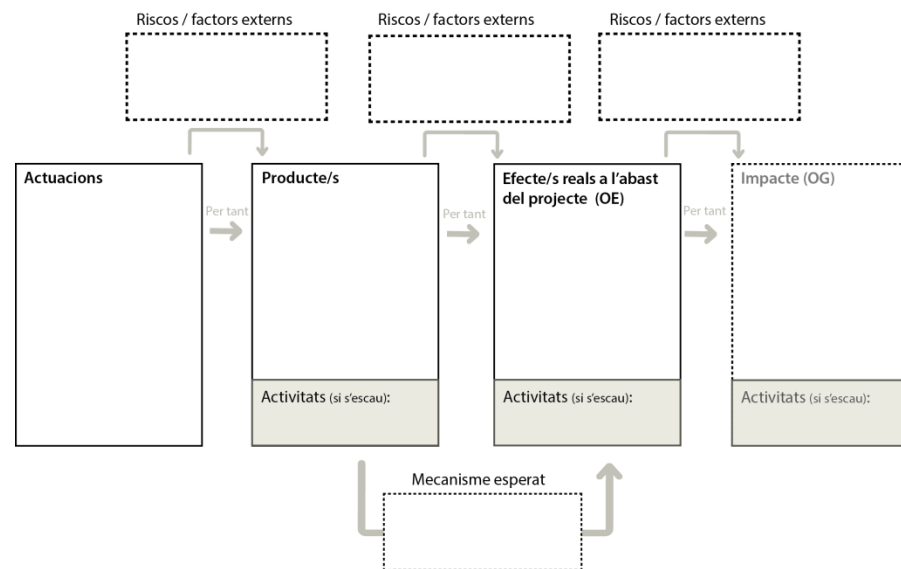 Riscos / factors externs
Riscos / factors externs
Riscos / factors externs
Actuacions
Per tant
Producte/s
Per tant
Efecte/s reals a l'abast
del projecte (OE)
Per tant
Impacte (OG)
Activitats (si s'escau):
Activitats (si s'escau):
Activitats (si s'escau):
Mecanisme esperat